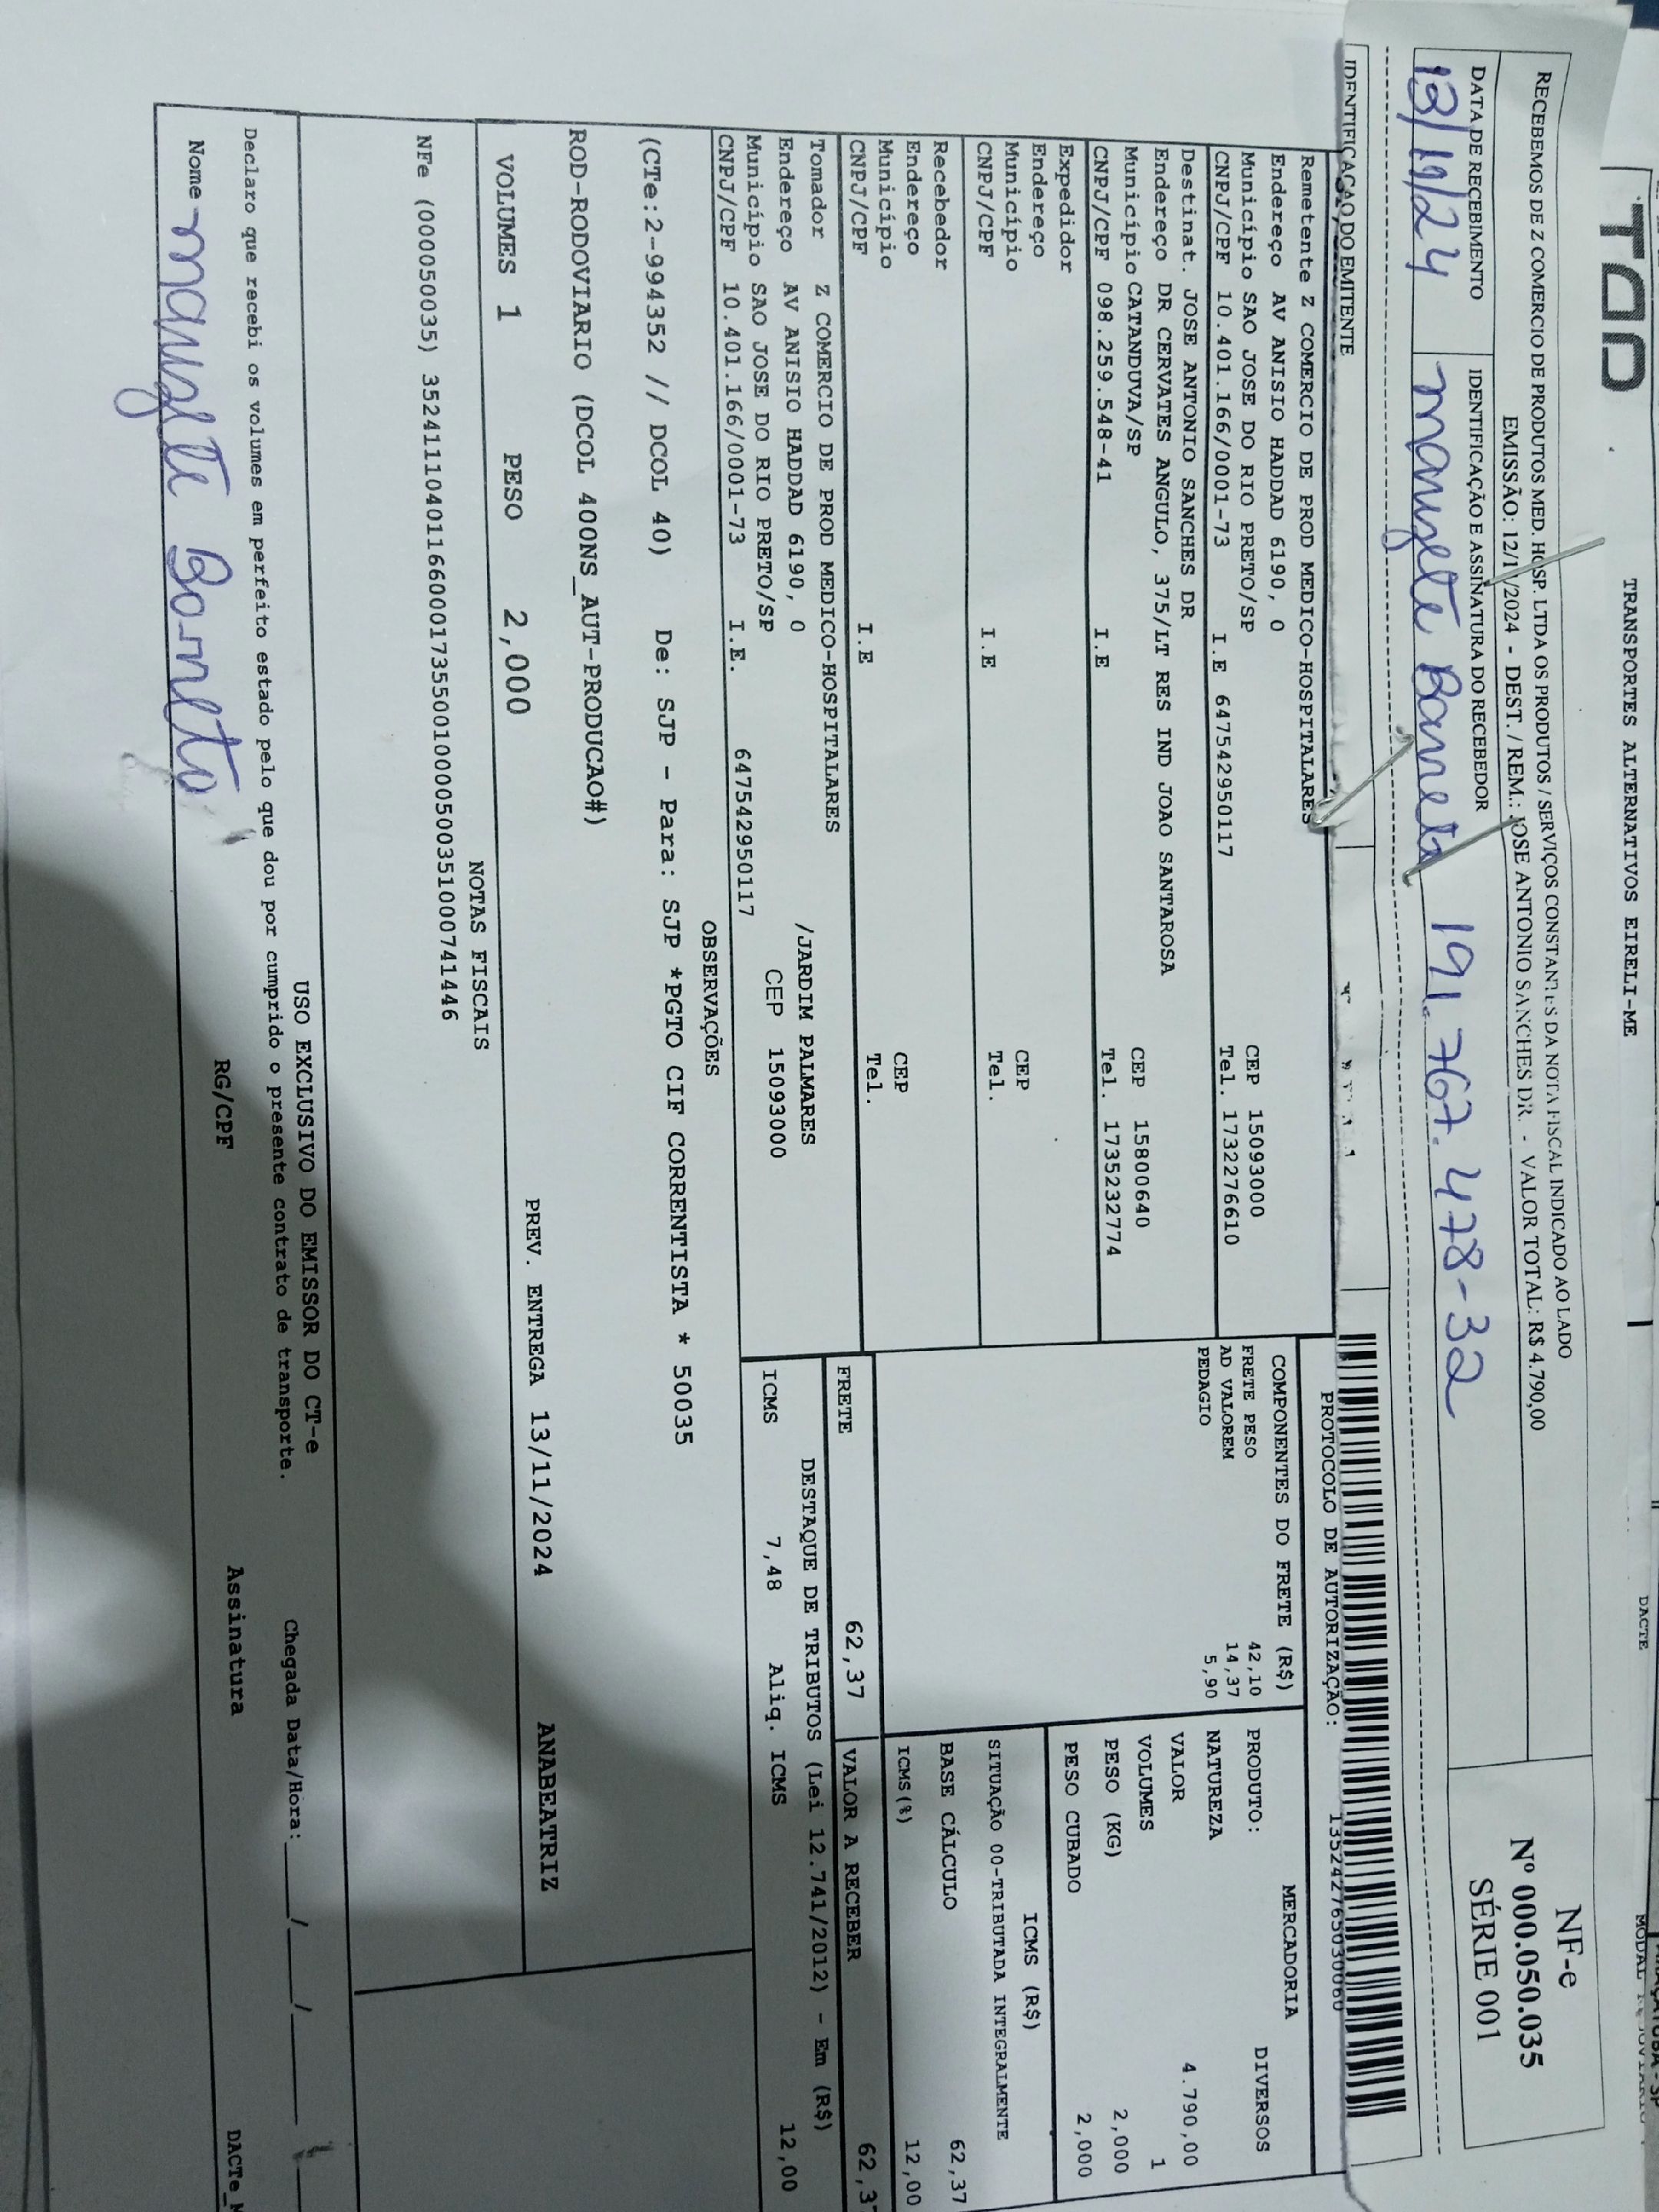 TRANSPORTES ALTERNATIVOS EIRELI-ME
DACTE
RECEBEMOS DE Z COMERCIO DE PRODUTOS MED. HOSP. LTDA OS PRODUTOS / SERVIÇOS CONSTANTES DA NOTA FISCAL INDICADO AO LADO
EMISSÃO: 12/11/2024 - DEST. / REM.: JOSE ANTONIO SANCHES DR. - VALOR TOTAL: R$ 4.790,00
DATA DE RECEBIMENTO
IDENTIFICAÇÃO E ASSINATURA DO RECEBEDOR
Barreto 191.767.478-32
NF-e
Nº 000.050.035
SÉRIE 001
IDENTIFICAÇAO DO EMITENTE
PROTOCOLO DE AUTORIZAÇÃO:
Remetente Z COMERCIO DE PROD MEDICO-HOSPITALARES
Endereço AV ANISIO HADDAD 6190, 0
Município SAO JOSE DO RIO PRETO/SP CEP 15093000
CNPJ/CPF 10.401.166/0001-73 I.E 647542950117 Tel. 1732276610
Destinat. JOSE ANTONIO SANCHES DR
Endereço DR CERVATES ANGULO, 375/LT RES IND JOAO SANTAROSA
Município CATANDUVA/SP CEP 15800640
CNPJ/CPF 098.259.548-41 I.E Tel. 1735232774
Expedidor
Endereço
Município CEP
CNPJ/CPF I.E Tel.
Recebedor
Endereço
Município CEP
CNPJ/CPF I.E Tel.
COMPONENTES DO FRETE (R$)
FRETE PESO 42,10
AD VALOREM 14,37
PEDAGIO 5,90
MERCADORIA
PRODUTO: DIVERSOS
NATUREZA
VALOR 4.790,00
VOLUMES 1
PESO (KG) 2,000
PESO CUBADO 2,000
ICMS (R$)
SITUAÇÃO 00-TRIBUTADA INTEGRALMENTE
BASE CÁLCULO 62,37
ICMS(%) 12,00
FRETE 62,37 VALOR A RECEBER 62,37
Tomador Z COMERCIO DE PROD MEDICO-HOSPITALARES
Endereço AV ANISIO HADDAD 6190, 0 /JARDIM PALMARES
Município SAO JOSE DO RIO PRETO/SP CEP 15093000
CNPJ/CPF 10.401.166/0001-73 I.E. 647542950117
DESTAQUE DE TRIBUTOS (Lei 12.741/2012) - Em (R$)
ICMS 7,48 Aliq. ICMS 12,00
OBSERVAÇÕES
(CTe:2-994352 // DCOL 40) De: SJP - Para: SJP *PGTO CIF CORRENTISTA * 50035
ROD-RODOVIARIO (DCOL 400NS_AUT-PRODUCAO#)
VOLUMES 1 PESO 2,000 PREV. ENTREGA 13/11/2024 ANABEATRIZ
NOTAS FISCAIS
NFe (000050035) 35241110401166000173550010000500351000741446
USO EXCLUSIVO DO EMISSOR DO CT-e
Declaro que recebi os volumes em perfeito estado pelo que dou por cumprido o presente contrato de transporte.
Chegada Data/Hora: ____/____/____
Nome Barreto RG/CPF Assinatura